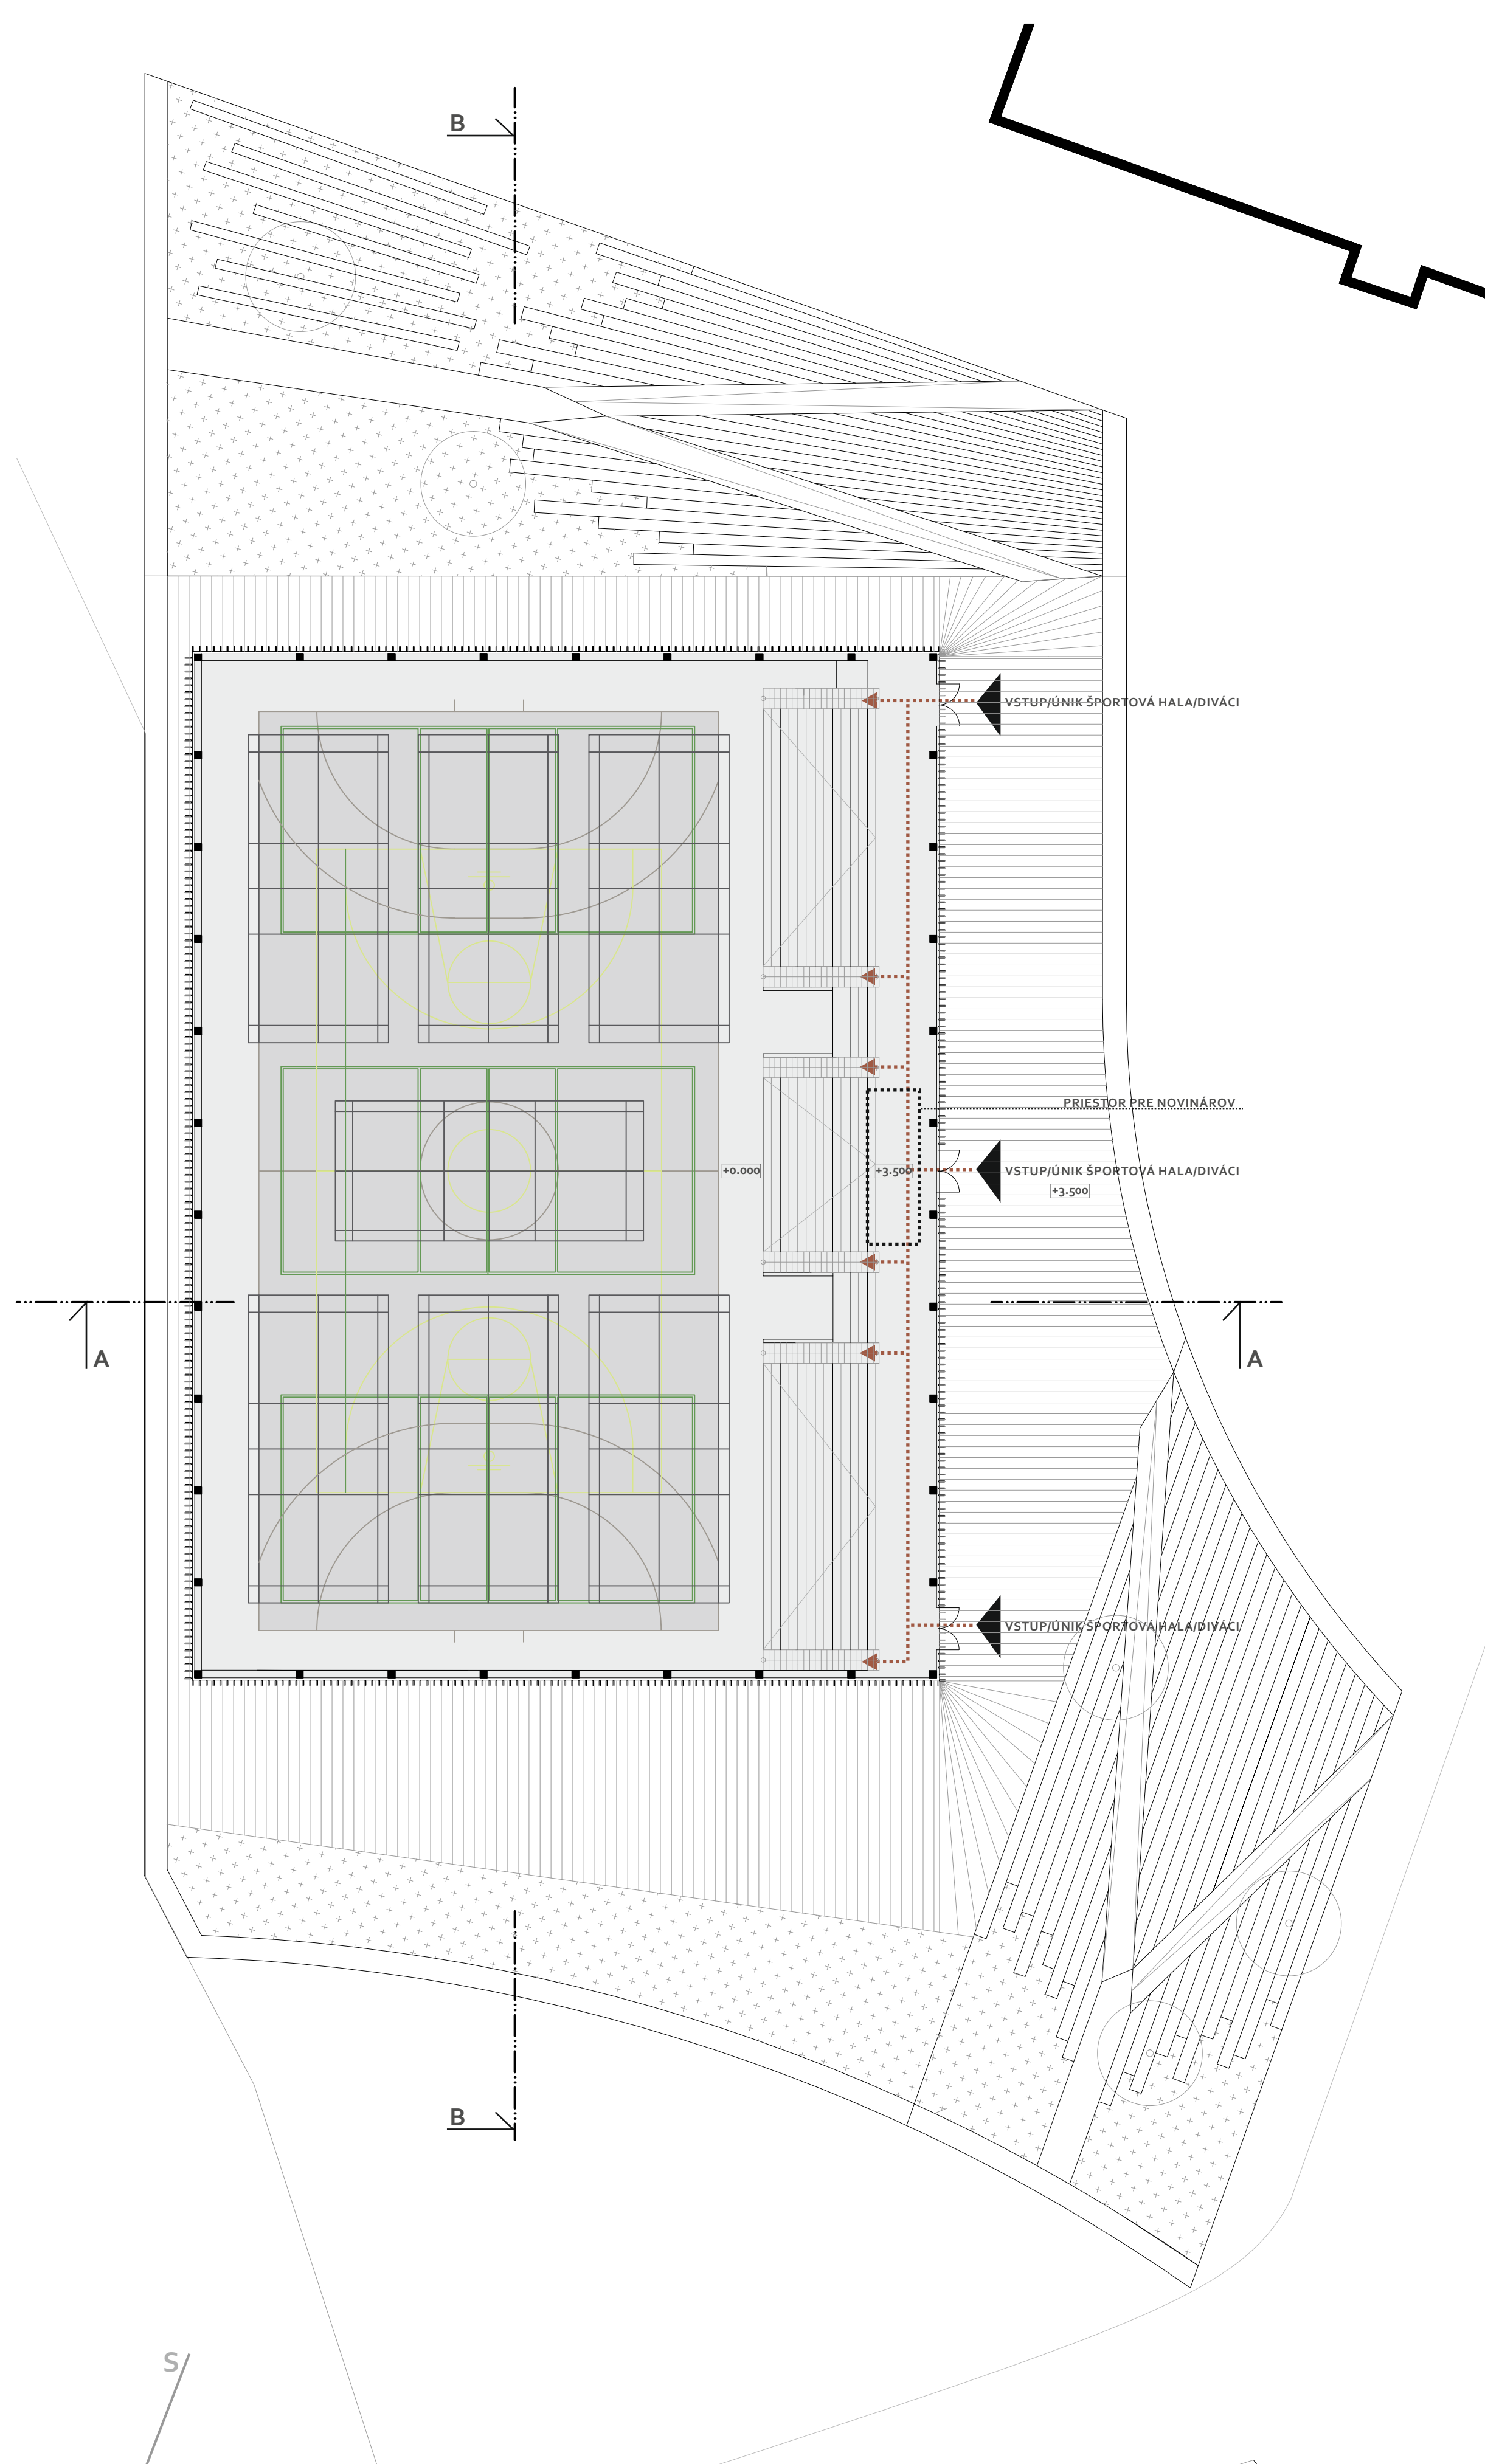 B
VSTUP/ÚNIK ŠPORTOVÁ HALA/DIVÁCI
PRIESTOR PRE NOVINÁROV
+0.000
+3.500
VSTUP/ÚNIK ŠPORTOVÁ HALA/DIVÁCI
+3.500
A
A
VSTUP/ÚNIK ŠPORTOVÁ HALA/DIVÁCI
B
S